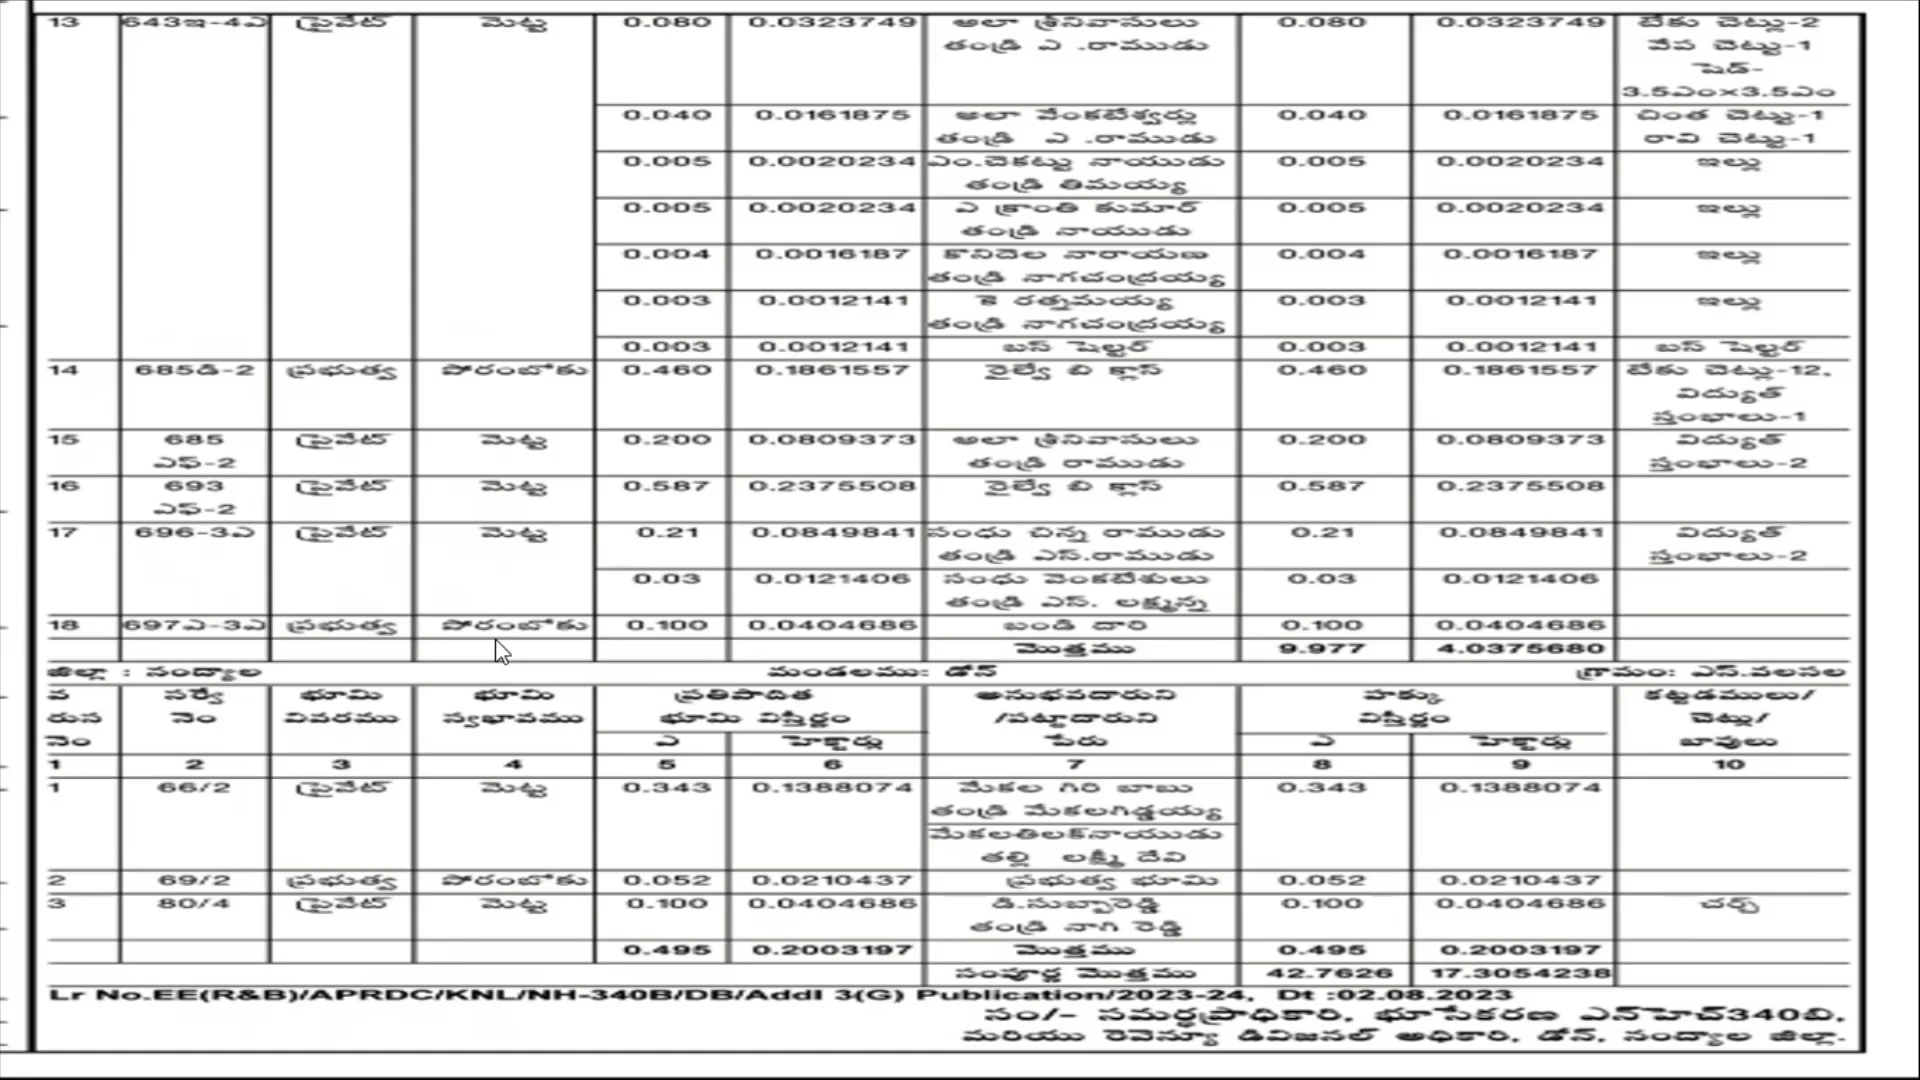 13 643ఇ-4ఎ ప్రైవేట్ మెట్ట 0.080 0.0323749 అలా శ్రీనివాసులు 0.080 0.0323749 టేకు చెట్లు-2
తండ్రి ఎ .రాముడు వేప చెట్టు-1
షెడ్-
3.5ఎం×3.5ఎం
0.040 0.0161875 అలా వేంకటేశ్వర్లు 0.040 0.0161875 చింత చెట్టు-1
తండ్రి ఎ .రాముడు రావి చెట్టు-1
0.005 0.0020234 ఎం.చెకట్టు నాయుడు 0.005 0.0020234 ఇల్లు
తండ్రి తిమయ్య
0.005 0.0020234 ఎ క్రాంతి కుమార్ 0.005 0.0020234 ఇల్లు
తండ్రి నాయుడు
0.004 0.0016187 కొనిదెల నారాయణ 0.004 0.0016187 ఇల్లు
తండ్రి నాగచంద్రయ్య
0.003 0.0012141 కె రత్నమయ్య 0.003 0.0012141 ఇల్లు
తండ్రి నాగచంద్రయ్య
0.003 0.0012141 బస్ షెల్టర్ 0.003 0.0012141 బస్ షెల్టర్
14 685డి-2 ప్రభుత్వ పోరంబోకు 0.460 0.1861557 రైల్వే బి క్లాస్ 0.460 0.1861557 టేకు చెట్లు-12,
విద్యుత్
స్తంభాలు-1
15 685 ప్రైవేట్ మెట్ట 0.200 0.0809373 అలా శ్రీనివాసులు 0.200 0.0809373 విద్యుత్
ఎఫ్-2 తండ్రి రాముడు స్తంభాలు-2
16 693 ప్రైవేట్ మెట్ట 0.587 0.2375508 రైల్వే బి క్లాస్ 0.587 0.2375508
ఎఫ్-2
17 696-3ఎ ప్రైవేట్ మెట్ట 0.21 0.0849841 సంధు చిన్న రాముడు 0.21 0.0849841 విద్యుత్
తండ్రి ఎస్.రాముడు స్తంభాలు-2
0.03 0.0121406 సంధు వెంకటేశులు 0.03 0.0121406
తండ్రి ఎస్. లక్ష్మన్న
18 697ఎ-3ఎ ప్రభుత్వ పోరంబోకు 0.100 0.0404686 బండి దారి 0.100 0.0404686
మొత్తము 9.977 4.0375680
జిల్లా : నంద్యాల మండలము: డోన్ గ్రామం: ఎస్.వలసల
వ సర్వే భూమి భూమి ప్రతిపాదిత అనుభవదారుని హక్కు కట్టడములు/
రుస నెం వివరము స్వభావము భూమి విస్తీర్ణం /పట్టాదారుని విస్తీర్ణం చెట్లు/
నెం ఎ హెక్టార్లు పేరు ఎ హెక్టార్లు బావులు
1 2 3 4 5 6 7 8 9 10
1 66/2 ప్రైవేట్ మెట్ట 0.343 0.1388074 మేకల గిరి బాబు 0.343 0.1388074
తండ్రి మేకలగిడ్డయ్య
మేకలతిలక్‌నాయుడు
తల్లి లక్ష్మీ దేవి
2 69/2 ప్రభుత్వ పోరంబోకు 0.052 0.0210437 ప్రభుత్వ భూమి 0.052 0.0210437
3 80/4 ప్రైవేట్ మెట్ట 0.100 0.0404686 డి.సుబ్బారెడ్డి 0.100 0.0404686 చర్చ్
తండ్రి నాగి రెడ్డి
0.495 0.2003197 మొత్తము 0.495 0.2003197
సంపూర్ణ మొత్తము 42.7626 17.3054238
Lr No.EE(R&B)/APRDC/KNL/NH-340B/DB/Addl 3(G) Publication/2023-24, Dt :02.08.2023
సం/- సమర్థప్రాధికారి, భూసేకరణ ఎన్‌హెచ్340బి,
మరియు రెవెన్యూ డివిజనల్ అధికారి, డోన్, నంద్యాల జిల్లా.